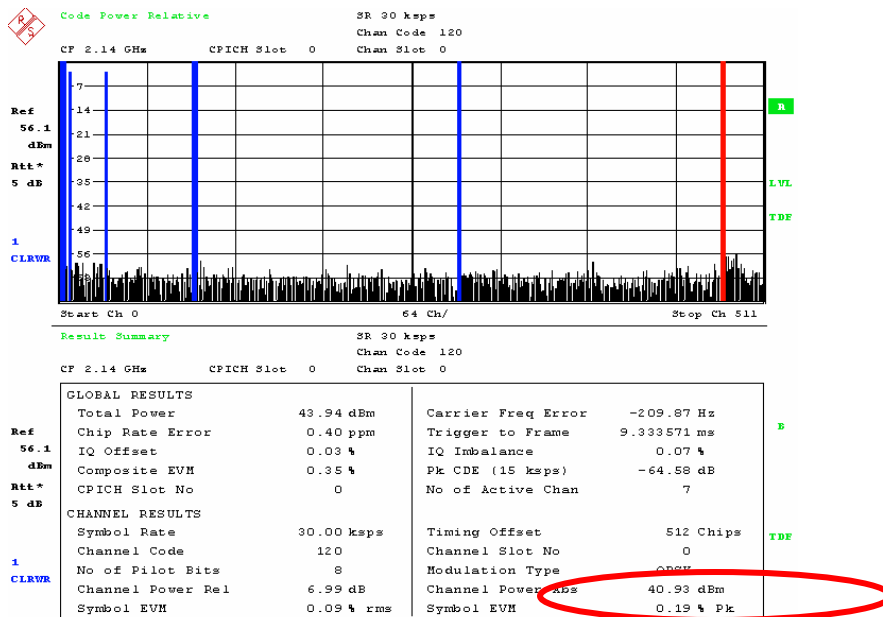 R S
Code Power Relative SR 30 ksps
Chan Code 120
CF 2.14 GHz CPICH Slot 0 Chan Slot 0
Ref
56.1
dBm
Att*
5 dB
1
CLRWR
-7
-14
-21
-28
-35
-42
-49
-56
A
LVL
TDF
Start Ch 0 64 Ch/ Stop Ch 511
Result Summary SR 30 ksps
Chan Code 120
CF 2.14 GHz CPICH Slot 0 Chan Slot 0
Ref
56.1
dBm
Att*
5 dB
1
CLRWR
GLOBAL RESULTS
Total Power 43.94 dBm Carrier Freq Error -209.87 Hz
Chip Rate Error 0.40 ppm Trigger to Frame 9.333571 ms
IQ Offset 0.03 % IQ Imbalance 0.07 %
Composite EVM 0.35 % Pk CDE (15 ksps) -64.58 dB
CPICH Slot No 0 No of Active Chan 7
CHANNEL RESULTS
Symbol Rate 30.00 ksps Timing Offset 512 Chips
Channel Code 120 Channel Slot No 0
No of Pilot Bits 8 Modulation Type QPSK
Channel Power Rel 6.99 dB Channel Power Abs 40.93 dBm
Symbol EVM 0.09 % rms Symbol EVM 0.19 % Pk
B
TDF